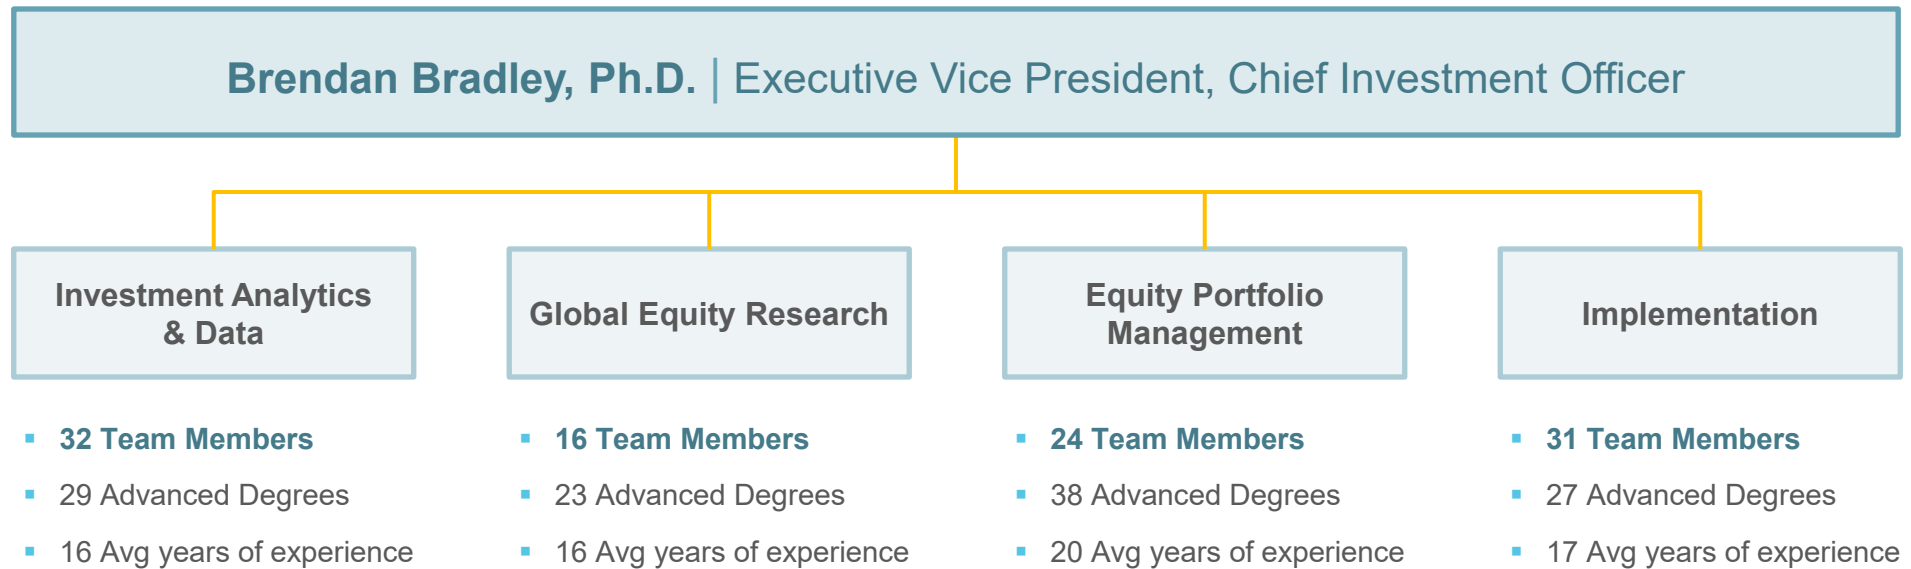 Brendan Bradley, Ph.D. | Executive Vice President, Chief Investment Officer
Investment Analytics
& Data
▪ 32 Team Members
▪ 29 Advanced Degrees
▪ 16 Avg years of experience
Global Equity Research
▪ 16 Team Members
▪ 23 Advanced Degrees
▪ 16 Avg years of experience
Equity Portfolio
Management
▪ 24 Team Members
▪ 38 Advanced Degrees
▪ 20 Avg years of experience
Implementation
▪ 31 Team Members
▪ 27 Advanced Degrees
▪ 17 Avg years of experience